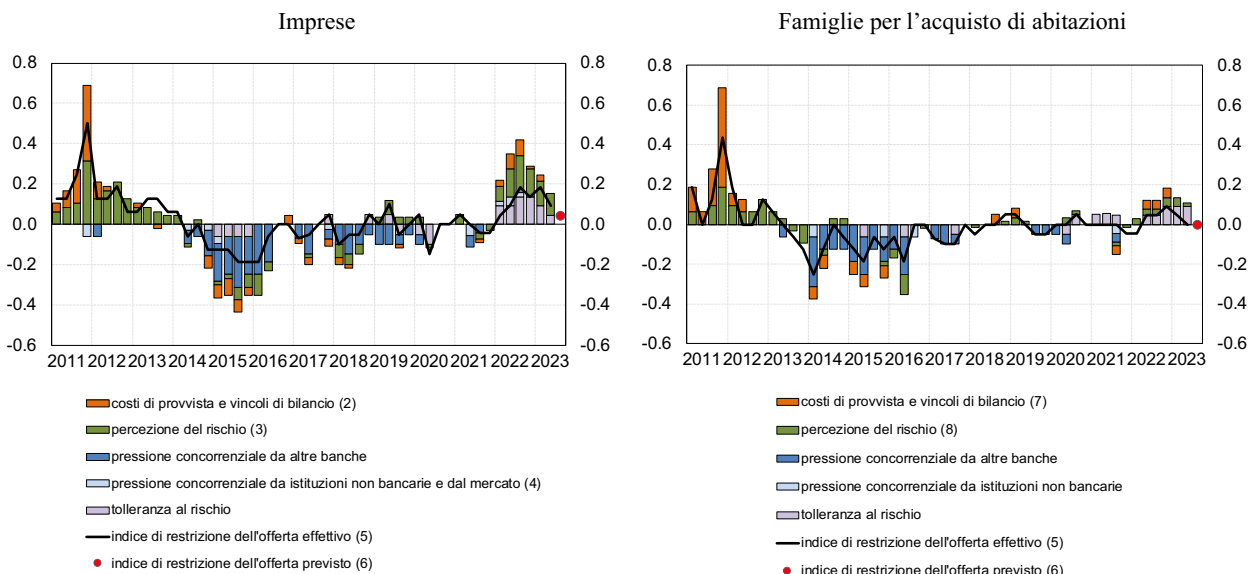 Imprese
0.8
0.6
0.4
0.2
0.0
-0.2
-0.4
-0.6
0.8
0.6
0.4
0.2
0.0
-0.2
-0.4
-0.6
2011 2012 2013 2014 2015 2016 2017 2018 2019 2020 2021 2022 2023
costi di provvista e vincoli di bilancio (2)
percezione del rischio (3)
pressione concorrenziale da altre banche
pressione concorrenziale da istituzioni non bancarie e dal mercato (4)
tolleranza al rischio
indice di restrizione dell'offerta effettivo (5)
indice di restrizione dell'offerta previsto (6)
Famiglie per l’acquisto di abitazioni
0.8
0.6
0.4
0.2
0.0
-0.2
-0.4
-0.6
0.8
0.6
0.4
0.2
0.0
-0.2
-0.4
-0.6
2011 2012 2013 2014 2015 2016 2017 2018 2019 2020 2021 2022 2023
costi di provvista e vincoli di bilancio (7)
percezione del rischio (8)
pressione concorrenziale da altre banche
pressione concorrenziale da istituzioni non bancarie
tolleranza al rischio
indice di restrizione dell'offerta effettivo (5)
indice di restrizione dell'offerta previsto (6)